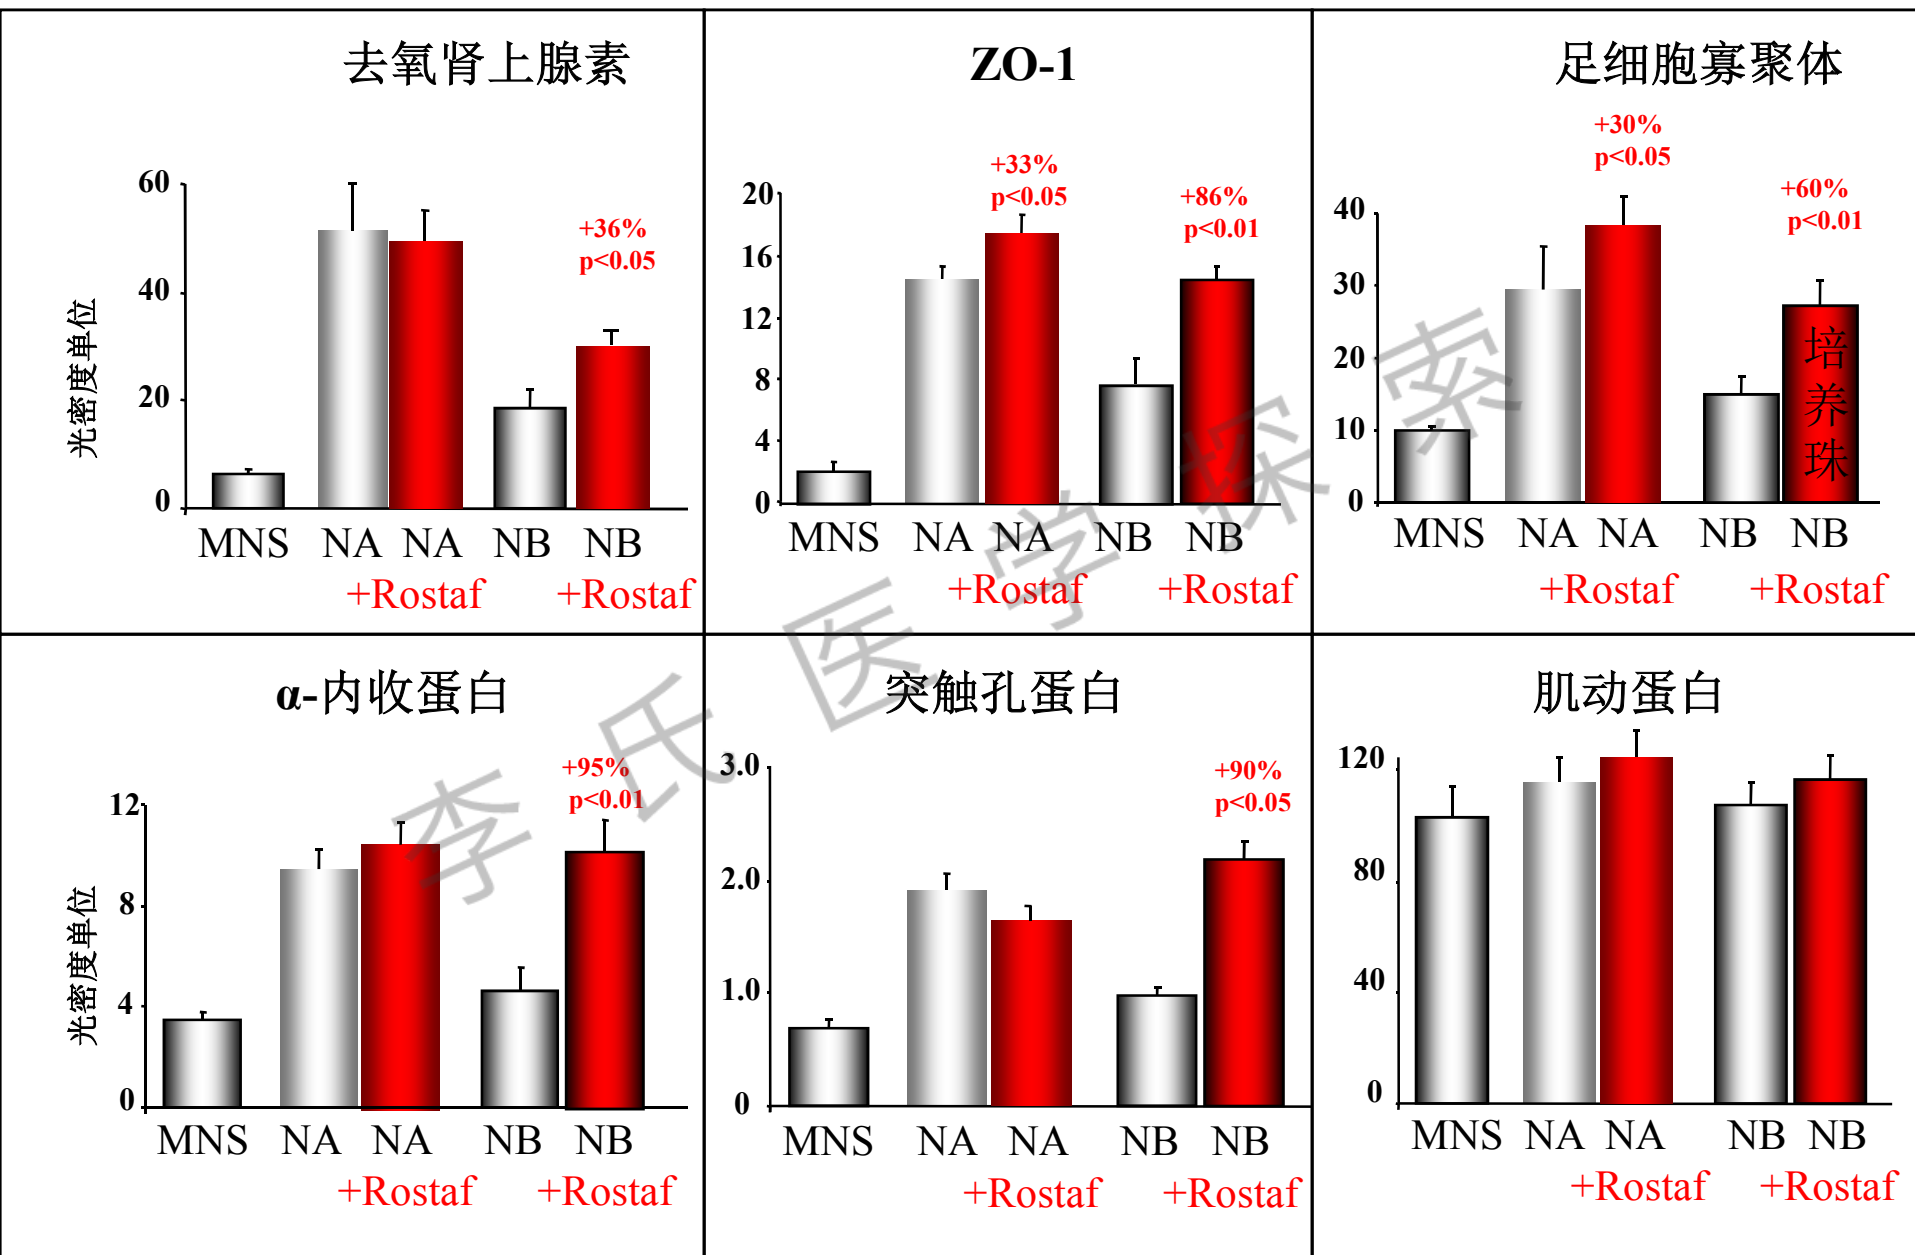 去氧肾上腺素
+36%
p<0.05
光密度单位
60
40
20
0
MNS NA NA NB NB
+Rostaf +Rostaf
ZO-1
+33%
p<0.05
+86%
p<0.01
20
16
12
8
4
0
MNS NA NA NB NB
+Rostaf +Rostaf
足细胞寡聚体
+30%
p<0.05
+60%
p<0.01
40
30
20
10
0
培养珠
MNS NA NA NB NB
+Rostaf +Rostaf
α-内收蛋白
+95%
p<0.01
光密度单位
12
8
4
0
MNS NA NA NB NB
+Rostaf +Rostaf
突触孔蛋白
+90%
p<0.05
3.0
2.0
1.0
0
MNS NA NA NB NB
+Rostaf +Rostaf
肌动蛋白
120
80
40
0
MNS NA NA NB NB
+Rostaf +Rostaf
李氏医学探索